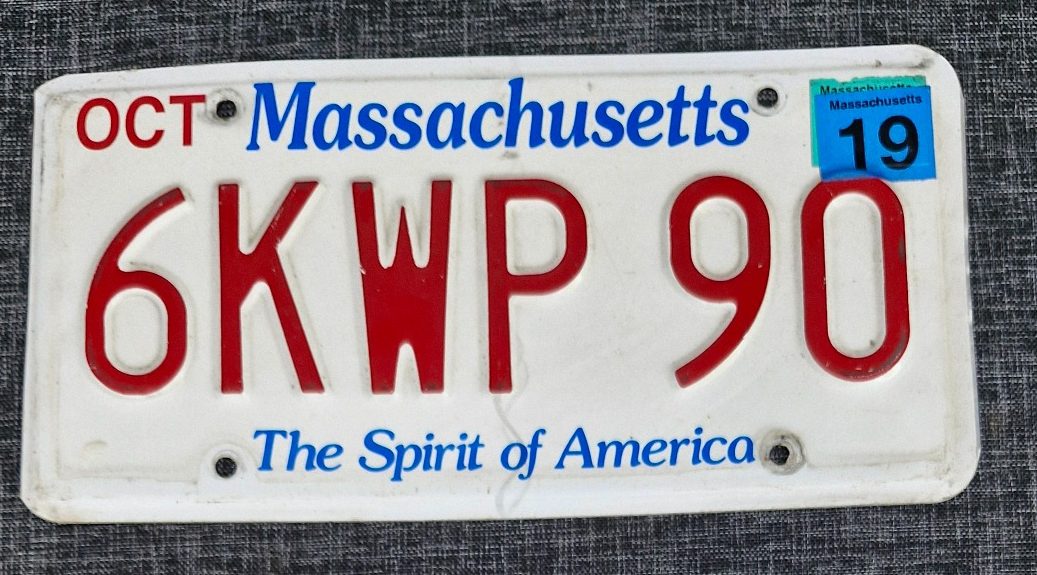 OCT Massachusetts
Massachusetts
Massachusetts
19
6KWP 90
The Spirit of America